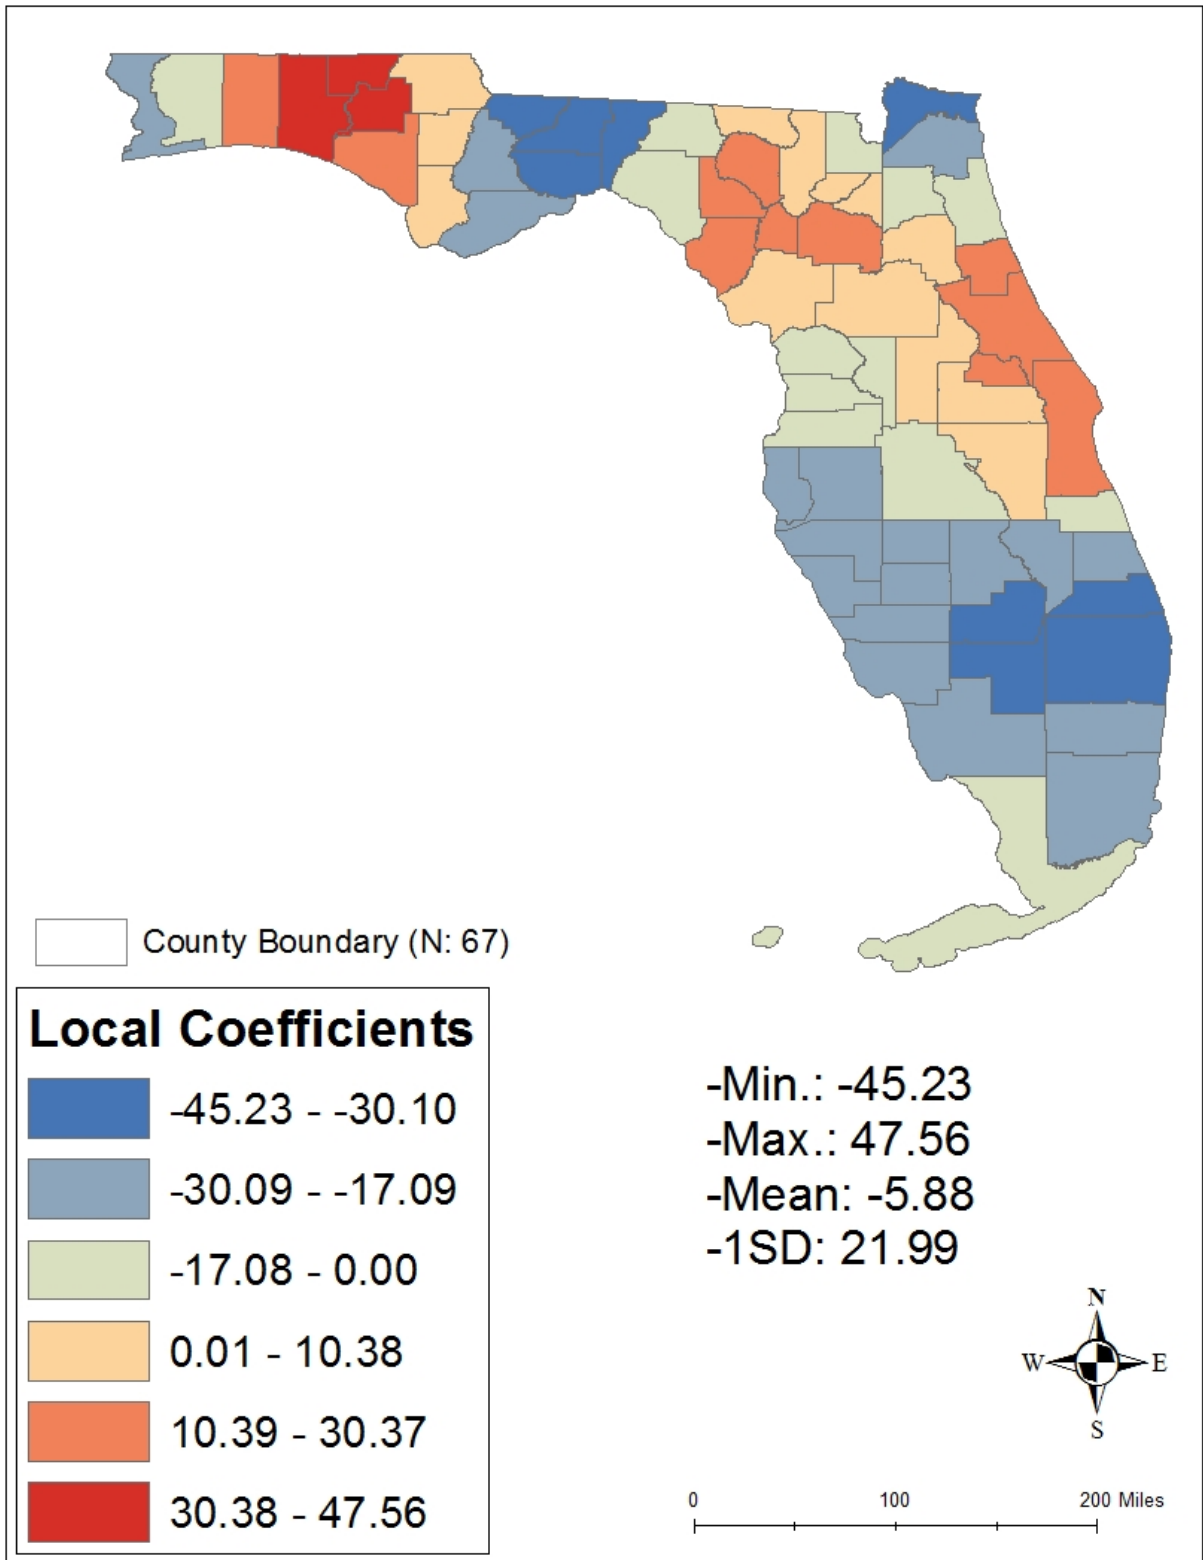 County Boundary (N: 67)
Local Coefficients
-45.23 - -30.10
-30.09 - -17.09
-17.08 - 0.00
0.01 - 10.38
10.39 - 30.37
30.38 - 47.56
-Min.: -45.23
-Max.: 47.56
-Mean: -5.88
-1SD: 21.99
N
W E
S
0 100 200 Miles